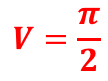 V = π/2